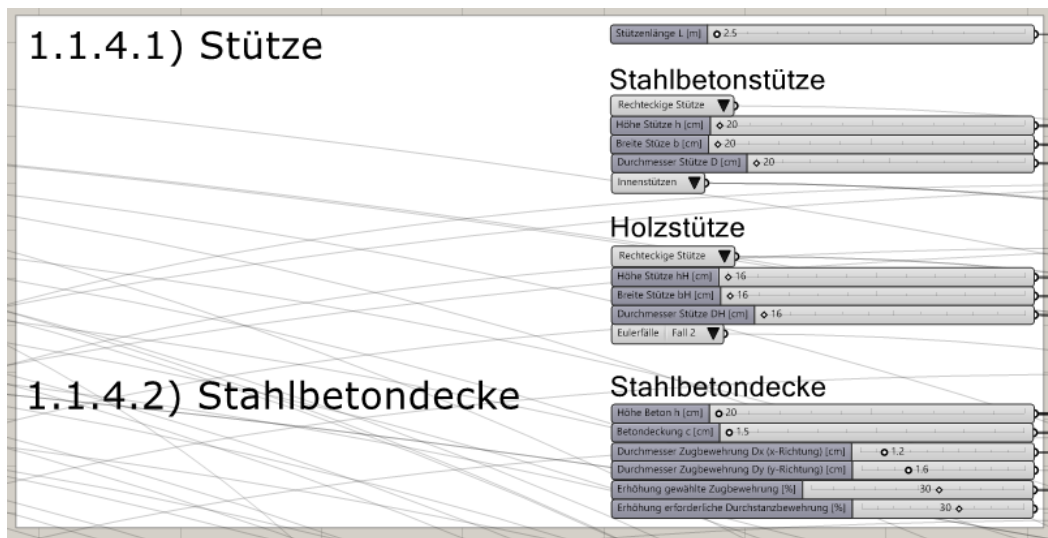 1.1.4.1) Stütze
Stützenlänge L [m] 2.5
Stahlbetonstütze
Rechteckige Stütze
Höhe Stütze h [cm] 20
Breite Stüze b [cm] 20
Durchmesser Stütze D [cm] 20
Innenstützen
Holzstütze
Rechteckige Stütze
Höhe Stütze hH [cm] 16
Breite Stütze bH [cm] 16
Durchmesser Stütze DH [cm] 16
Eulerfälle Fall 2
1.1.4.2) Stahlbetondecke
Stahlbetondecke
Höhe Beton h [cm] 20
Betondeckung c [cm] 1.5
Durchmesser Zugbewehrung Dx (x-Richtung) [cm] 1.2
Durchmesser Zugbewehrung Dy (y-Richtung) [cm] 1.6
Erhöhung gewählte Zugbewehrung [%] 30
Erhöhung erforderliche Durchstanzbewehrung [%] 30